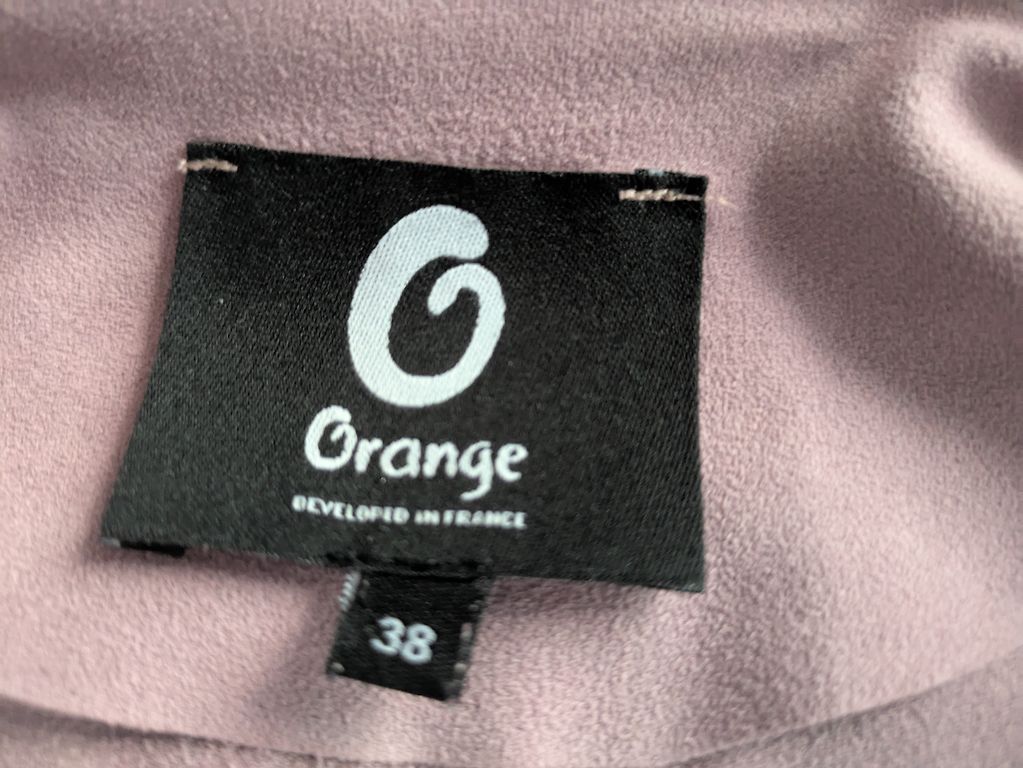 Orange
DEVELOPED IN FRANCE
38